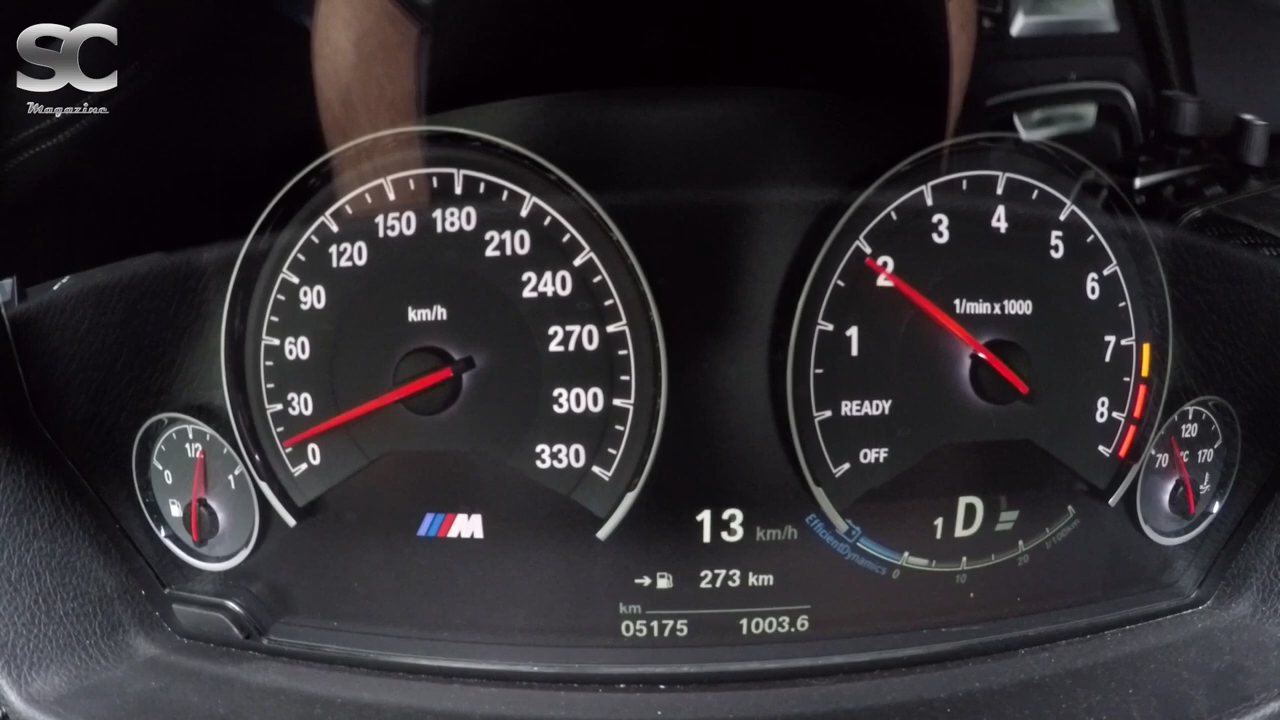 SC
Magazine
0
30
60
90
120
150
180
210
240
270
300
330
km/h
M
0
1/2
1
OFF
READY
1
2
3
4
5
6
7
8
1/min x 1000
70
120
170
°C
1 D
EfficientDynamics
0
10
20
l/100km
13 km/h
273 km
km
05175 1003.6